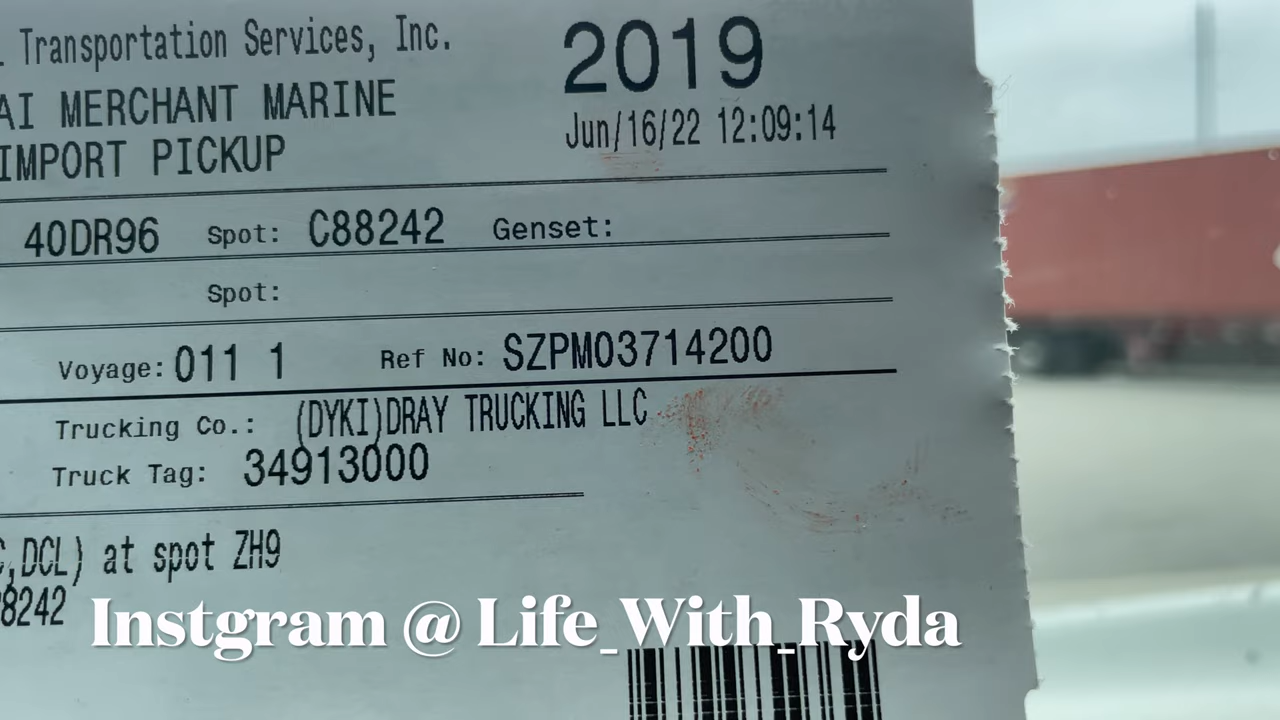 Transportation Services, Inc.
2019
AI MERCHANT MARINE
Jun/16/22 12:09:14
IMPORT PICKUP
40DR96 Spot: C88242 Genset:
Spot:
Voyage: 011 1 Ref No: SZPM03714200
Trucking Co.: (DYKI)DRAY TRUCKING LLC
Truck Tag: 34913000
C,DCL) at spot ZH9
8242
Instgram @ Life_With_Ryda